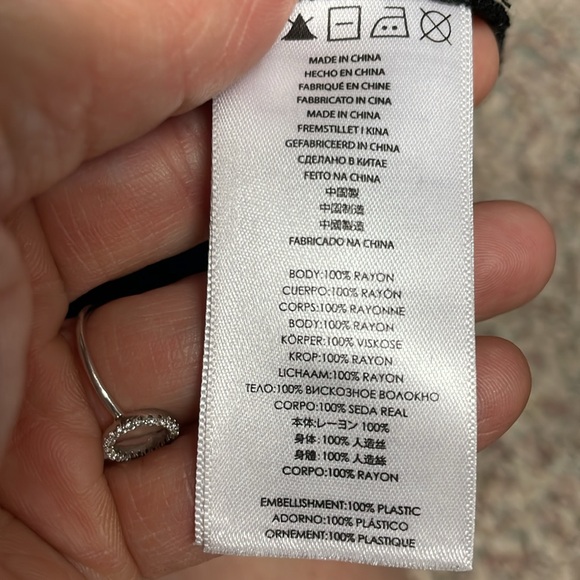 MADE IN CHINA
HECHO EN CHINA
FABRIQUÉ EN CHINE
FABBRICATO IN CINA
MADE IN CHINA
FREMSTILLET I KINA
GEFABRICEERD IN CHINA
СДЕЛАНО В КИТАЕ
FEITO NA CHINA
中国製
中国制造
中國製造
FABRICADO NA CHINA
BODY:100% RAYON
CUERPO:100% RAYÓN
CORPS:100% RAYONNE
BODY:100% RAYON
KÖRPER:100% VISKOSE
KROP:100% RAYON
LICHAAM:100% RAYON
ТЕЛО:100% ВИСКОЗНОЕ ВОЛОКНО
CORPO:100% SEDA REAL
本体:レーヨン 100%
身体: 100% 人造丝
身體: 100% 人造絲
CORPO:100% RAYON
EMBELLISHMENT:100% PLASTIC
ADORNO:100% PLÁSTICO
ORNEMENT:100% PLASTIQUE